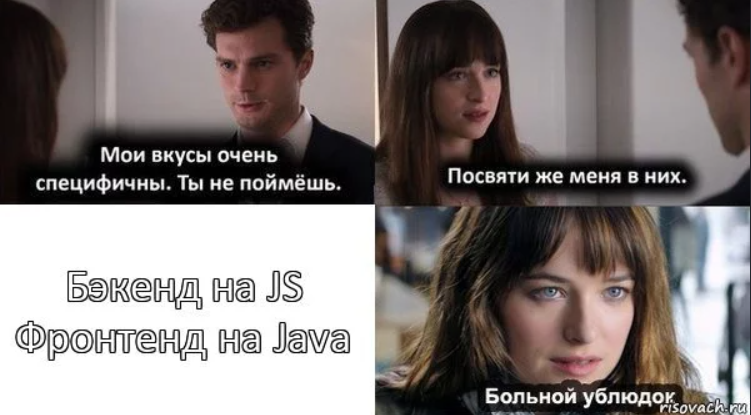 Мои вкусы очень
специфичны. Ты не поймёшь.
Посвяти же меня в них.
Бэкенд на JS
Фронтенд на Java
Больной ублюдок
risovach.ru